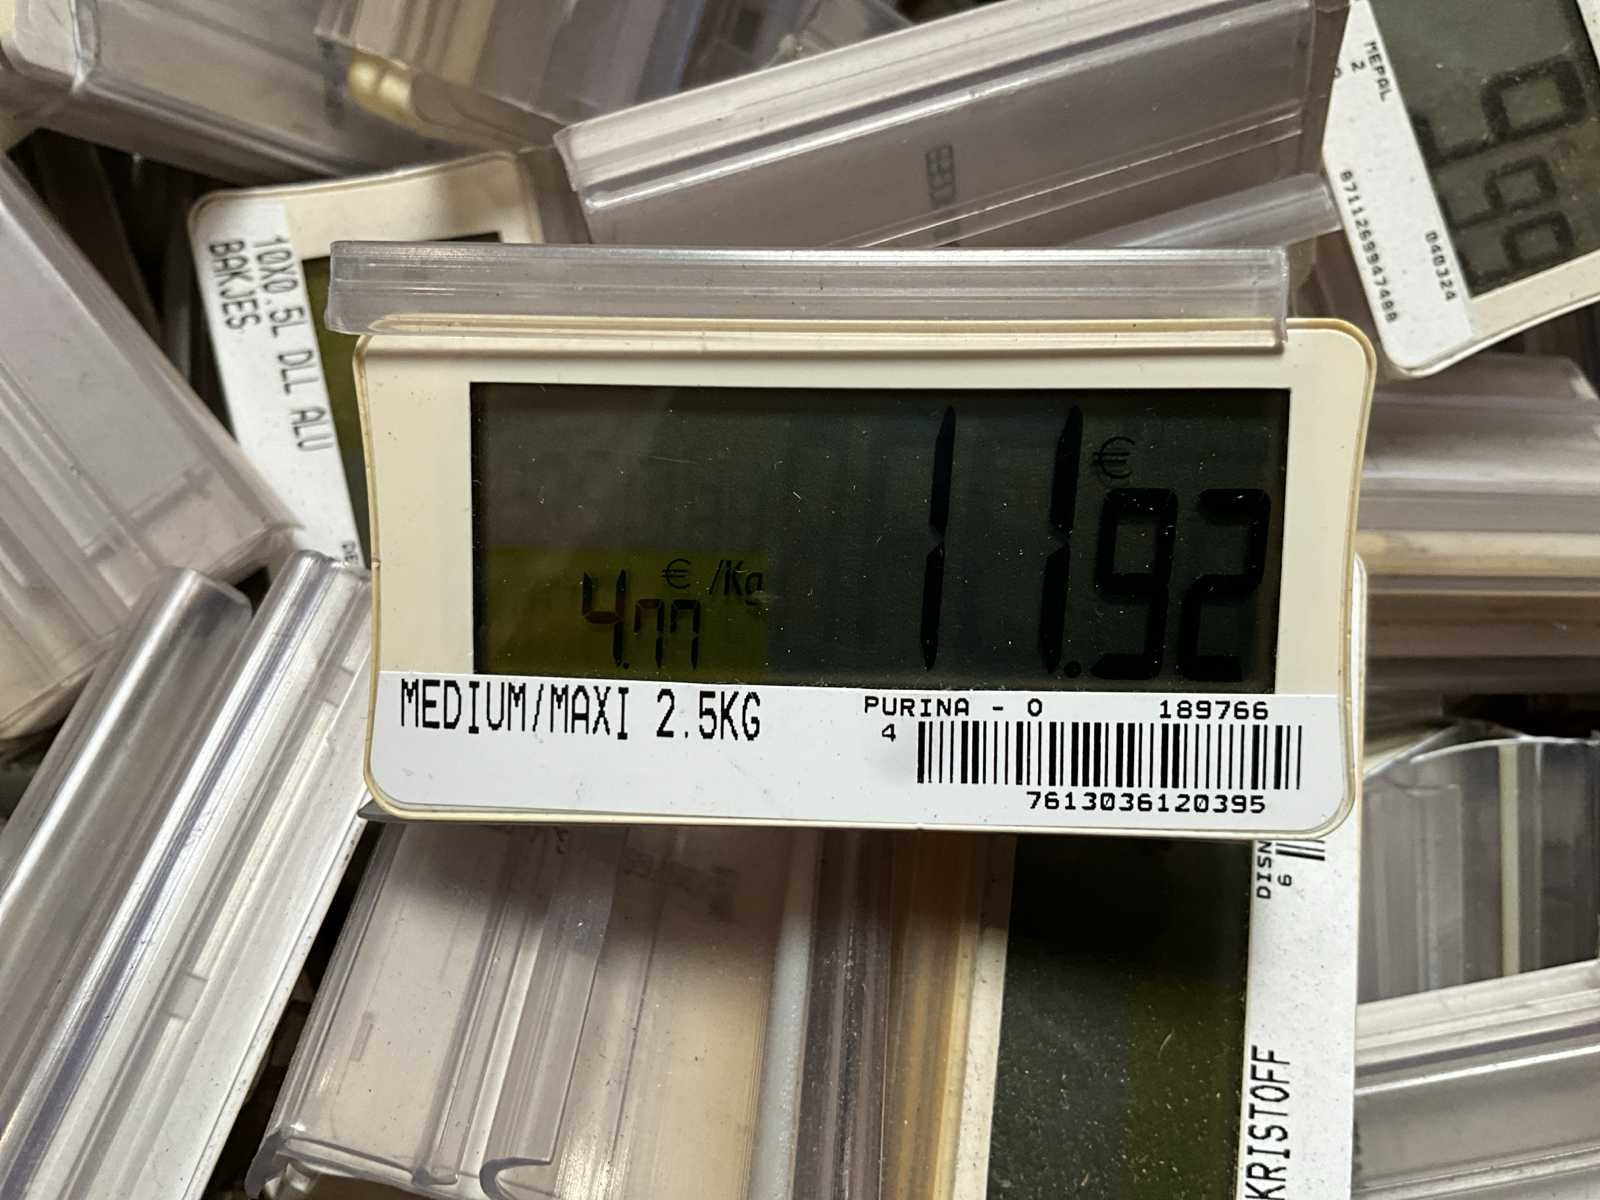 MEPAL
2
999
8711269947488
040324
10X0.5L DLL ALU
BAKJES
11.92
€
4.77
€ /Kg
MEDIUM/MAXI 2.5KG
PURINA - 0
189766
4
7613036120395
DISN
6
KRISTOFF